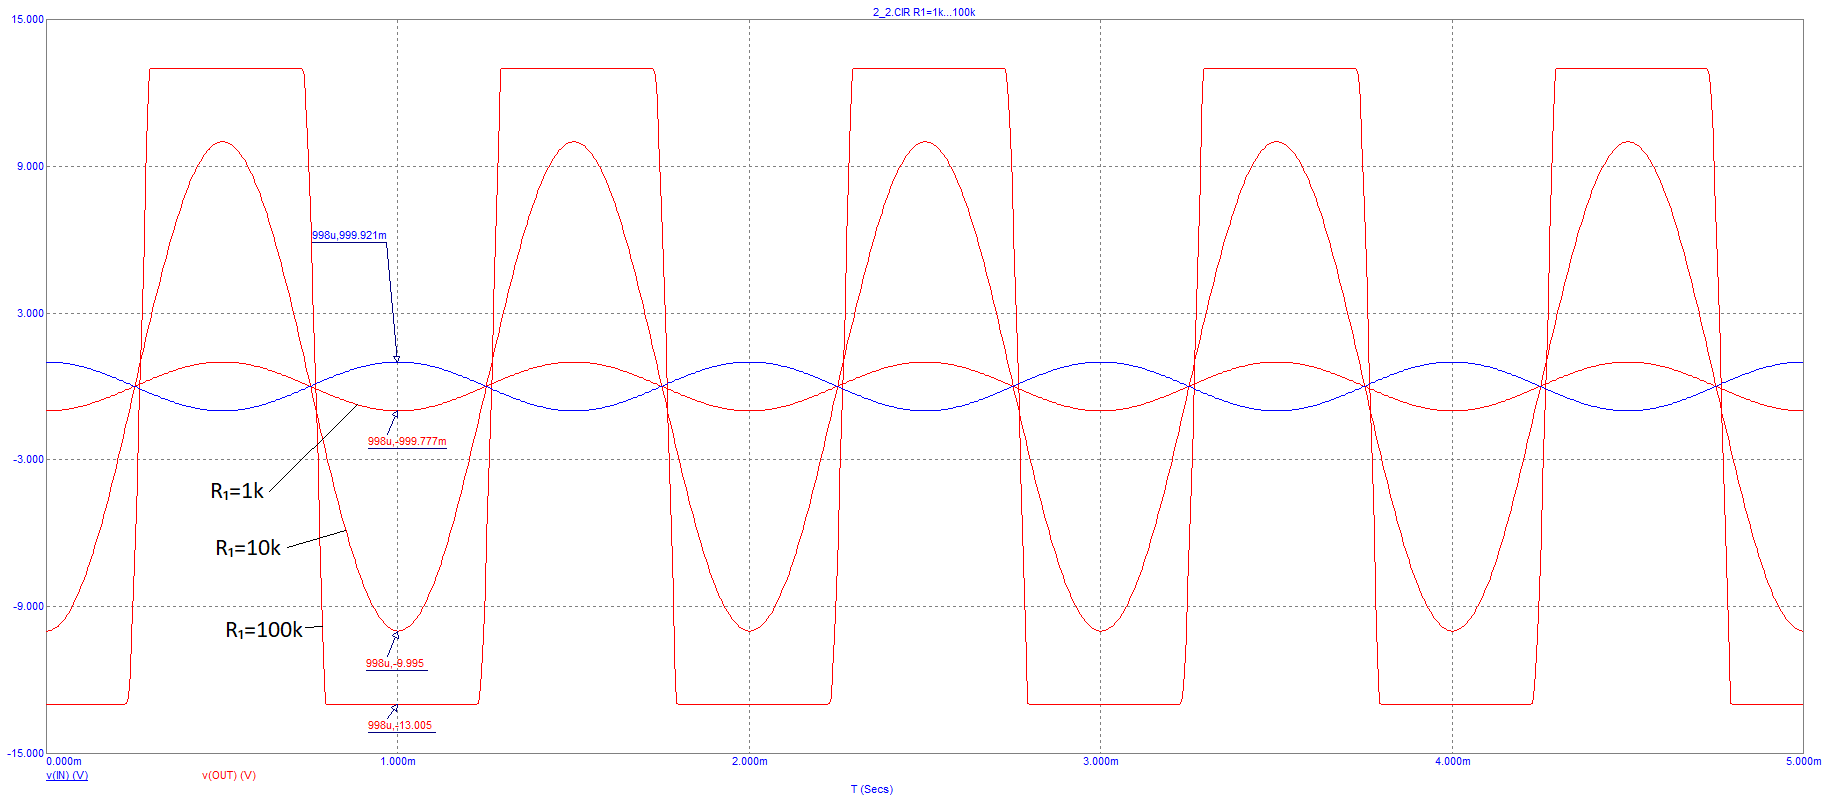 2_2.CIR R1=1k...100k
15.000
9.000
998u,999.921m
3.000
998u,-999.777m
-3.000
R₁=1k
R₁=10k
-9.000
R₁=100k
998u,-9.995
998u,-13.005
-15.000
0.000m 1.000m 2.000m 3.000m 4.000m 5.000m
v(IN) (V) v(OUT) (V)
T (Secs)